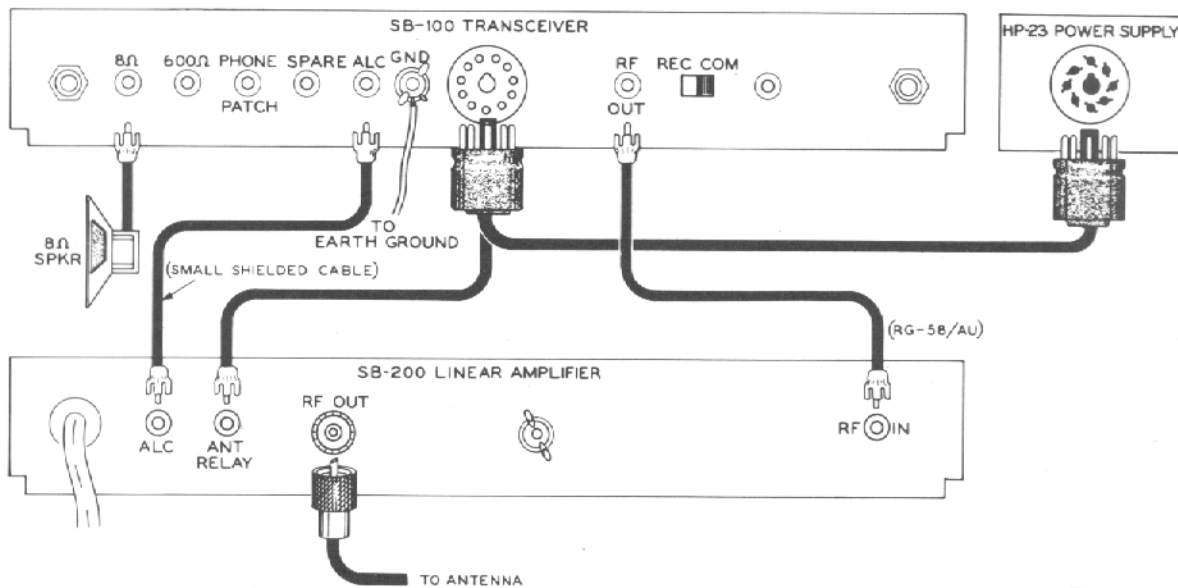 SB-100 TRANSCEIVER
HP-23 POWER SUPPLY
8Ω
600Ω
PHONE
PATCH
SPARE
ALC
GND
RF
OUT
REC COM
TO
EARTH GROUND
8Ω
SPKR
(SMALL SHIELDED CABLE)
(RG-58/AU)
SB-200 LINEAR AMPLIFIER
ALC
ANT
RELAY
RF OUT
RF IN
TO ANTENNA